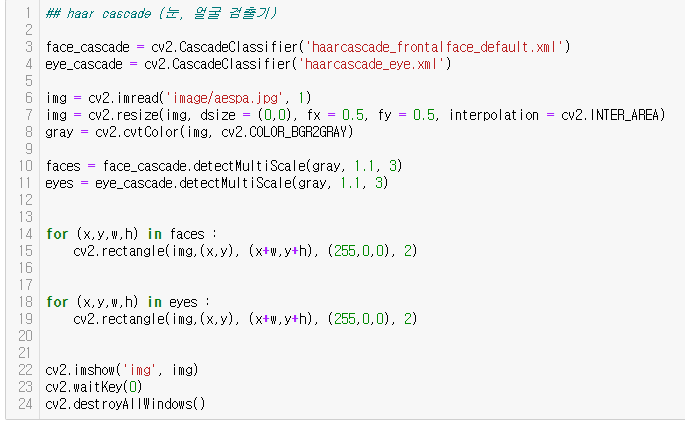 1 ## haar cascade (눈, 얼굴 검출기)
2
3 face_cascade = cv2.CascadeClassifier('haarcascade_frontalface_default.xml')
4 eye_cascade = cv2.CascadeClassifier('haarcascade_eye.xml')
5
6 img = cv2.imread('image/aespa.jpg', 1)
7 img = cv2.resize(img, dsize = (0,0), fx = 0.5, fy = 0.5, interpolation = cv2.INTER_AREA)
8 gray = cv2.cvtColor(img, cv2.COLOR_BGR2GRAY)
9
10 faces = face_cascade.detectMultiScale(gray, 1.1, 3)
11 eyes = eye_cascade.detectMultiScale(gray, 1.1, 3)
12
13
14 for (x,y,w,h) in faces :
15     cv2.rectangle(img,(x,y), (x+w,y+h), (255,0,0), 2)
16
17
18 for (x,y,w,h) in eyes :
19     cv2.rectangle(img,(x,y), (x+w,y+h), (255,0,0), 2)
20
21
22 cv2.imshow('img', img)
23 cv2.waitKey(0)
24 cv2.destroyAllWindows()